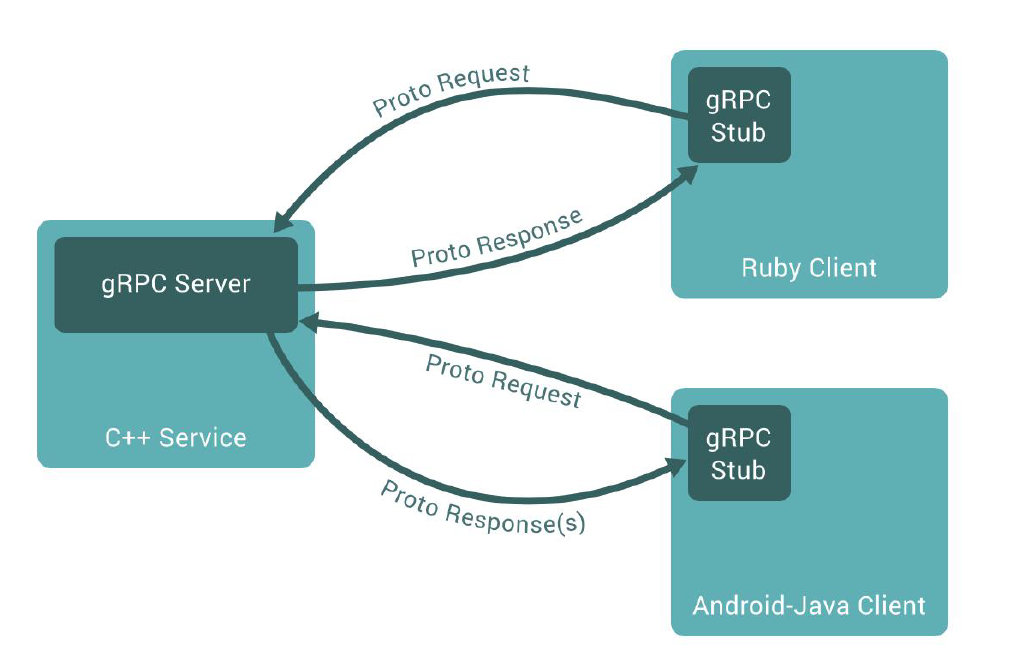 Proto Request
gRPC
Stub
Proto Response
Ruby Client
gRPC Server
C++ Service
Proto Request
gRPC
Stub
Proto Response(s)
Android-Java Client